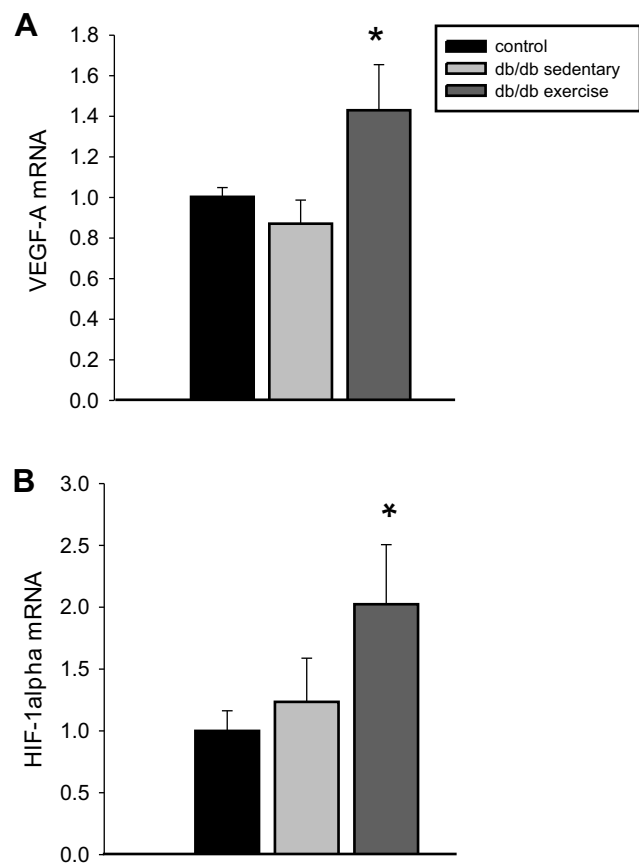 A
1.8
1.6
1.4
1.2
1.0
0.8
0.6
0.4
0.2
0.0
VEGF-A mRNA
*
control
db/db sedentary
db/db exercise
B
3.0
2.5
2.0
1.5
1.0
0.5
0.0
HIF-1alpha mRNA
*